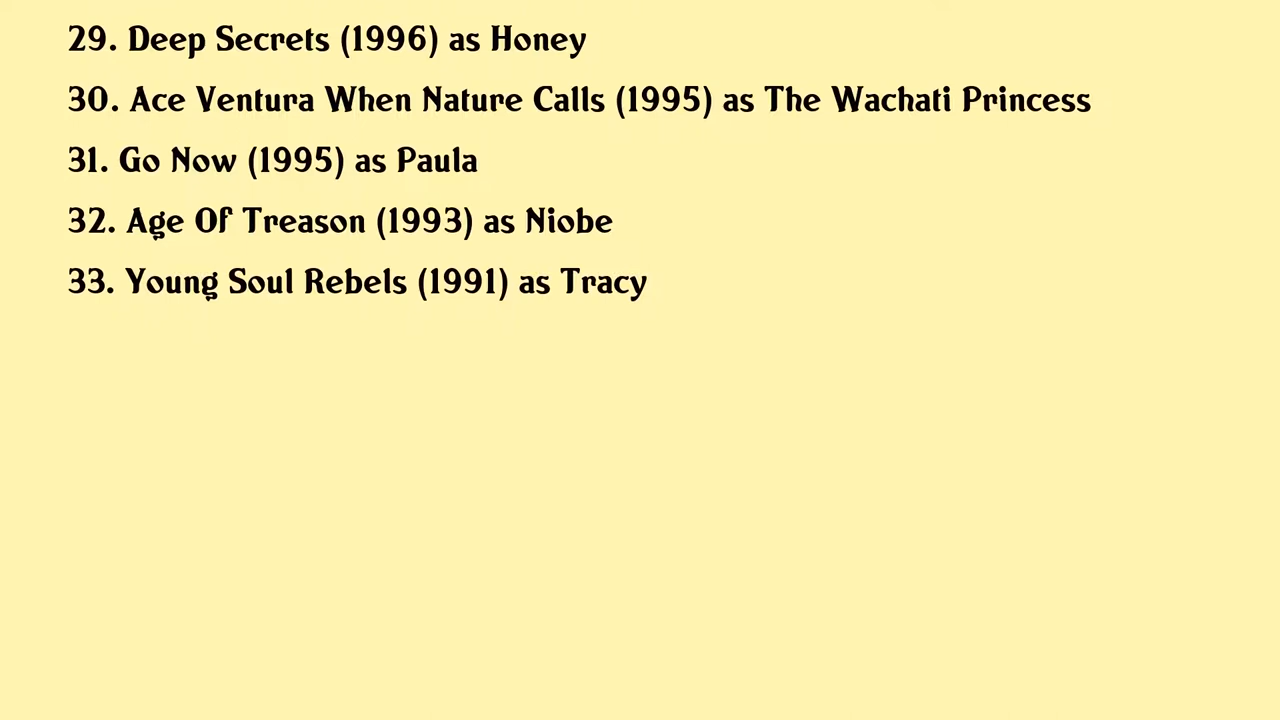 29. Deep Secrets (1996) as Honey
30. Ace Ventura When Nature Calls (1995) as The Wachati Princess
31. Go Now (1995) as Paula
32. Age Of Treason (1993) as Niobe
33. Young Soul Rebels (1991) as Tracy